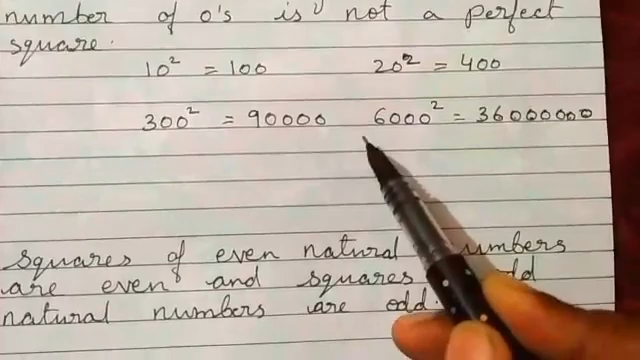 number of 0's is not a perfect
square.
10² = 100 20² = 400
300² = 90000 6000² = 36000000
squares of even natural numbers
are even and squares odd
natural numbers are odd.